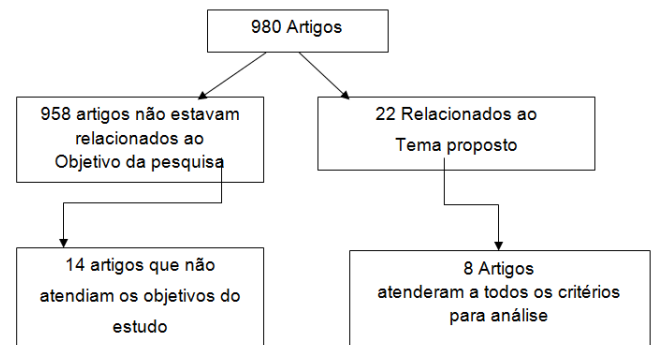 980 Artigos
958 artigos não estavam
relacionados ao
Objetivo da pesquisa
22 Relacionados ao
Tema proposto
14 artigos que não
atendiam os objetivos do
estudo
8 Artigos
atenderam a todos os critérios
para análise